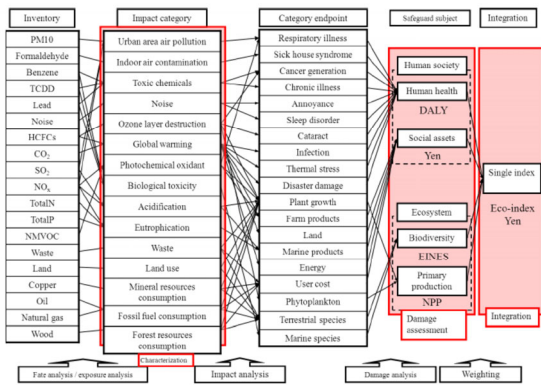 Inventory
Impact category
Category endpoint
Safeguard subject
Integration
PM10
Formaldehyde
Benzene
TCDD
Lead
Noise
HCFCs
CO2
SO2
NOX
TotalN
TotalP
NMVOC
Waste
Land
Copper
Oil
Natural gas
Wood
Urban area air pollution
Indoor air contamination
Toxic chemicals
Noise
Ozone layer destruction
Global warming
Photochemical oxidant
Biological toxicity
Acidification
Eutrophication
Waste
Land use
Mineral resources
consumption
Fossil fuel consumption
Forest resources
consumption
Respiratory illness
Sick house syndrome
Cancer generation
Chronic illness
Annoyance
Sleep disorder
Cataract
Infection
Thermal stress
Disaster damage
Plant growth
Farm products
Land
Marine products
Energy
User cost
Phytoplankton
Terrestrial species
Marine species
Human society
Human health
DALY
Social assets
Yen
Ecosystem
Biodiversity
EINES
Primary
production
NPP
Damage
assessment
Single index
Eco-index
Yen
Integration
Characterization
Fate analysis / exposure analysis
Impact analysis
Damage analysis
Weighting